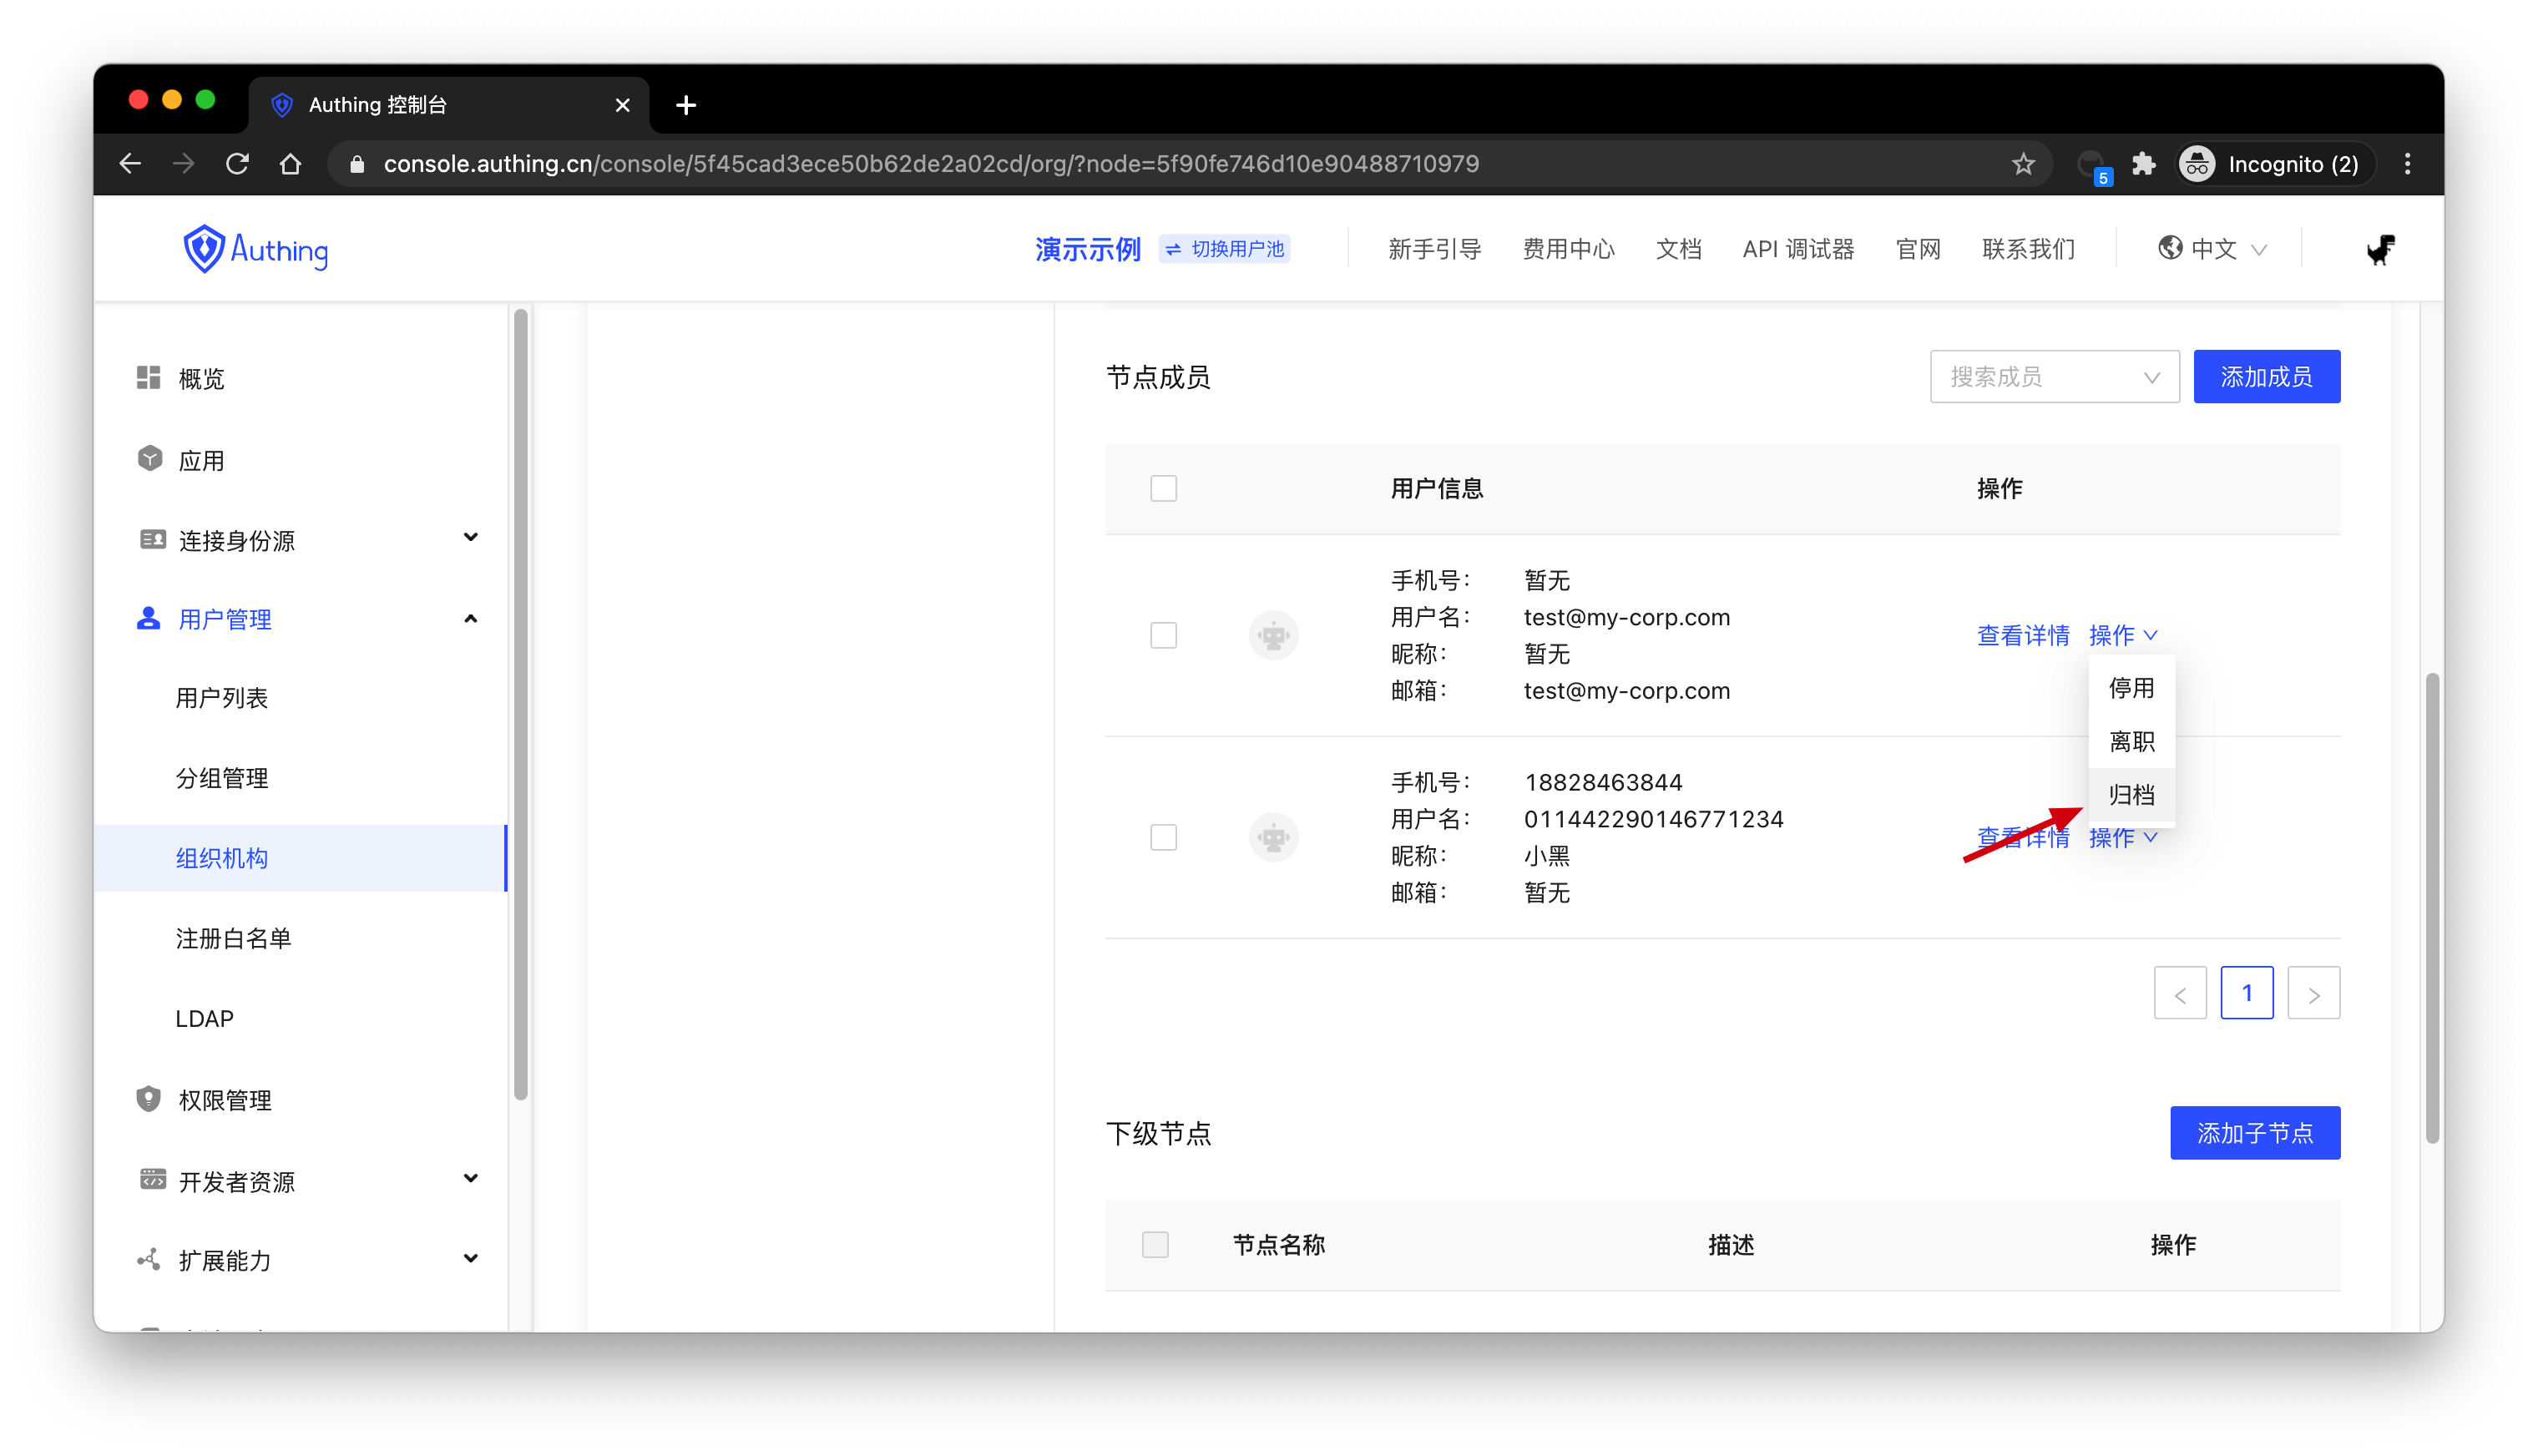 Authing 控制台
console.authing.cn/console/5f45cad3ece50b62de2a02cd/org/?node=5f90fe746d10e90488710979
5
Incognito (2)
Authing
演示示例
切换用户池
新手引导
费用中心
文档
API 调试器
官网
联系我们
中文
概览
应用
连接身份源
用户管理
用户列表
分组管理
组织机构
注册白名单
LDAP
权限管理
开发者资源
扩展能力
节点成员
搜索成员
添加成员
用户信息
操作
手机号： 暂无
用户名： test@my-corp.com
昵称： 暂无
邮箱： test@my-corp.com
查看详情 操作
停用
离职
归档
手机号： 18828463844
用户名： 011442290146771234
昵称： 小黑
邮箱： 暂无
查看详情 操作
1
下级节点
添加子节点
节点名称
描述
操作